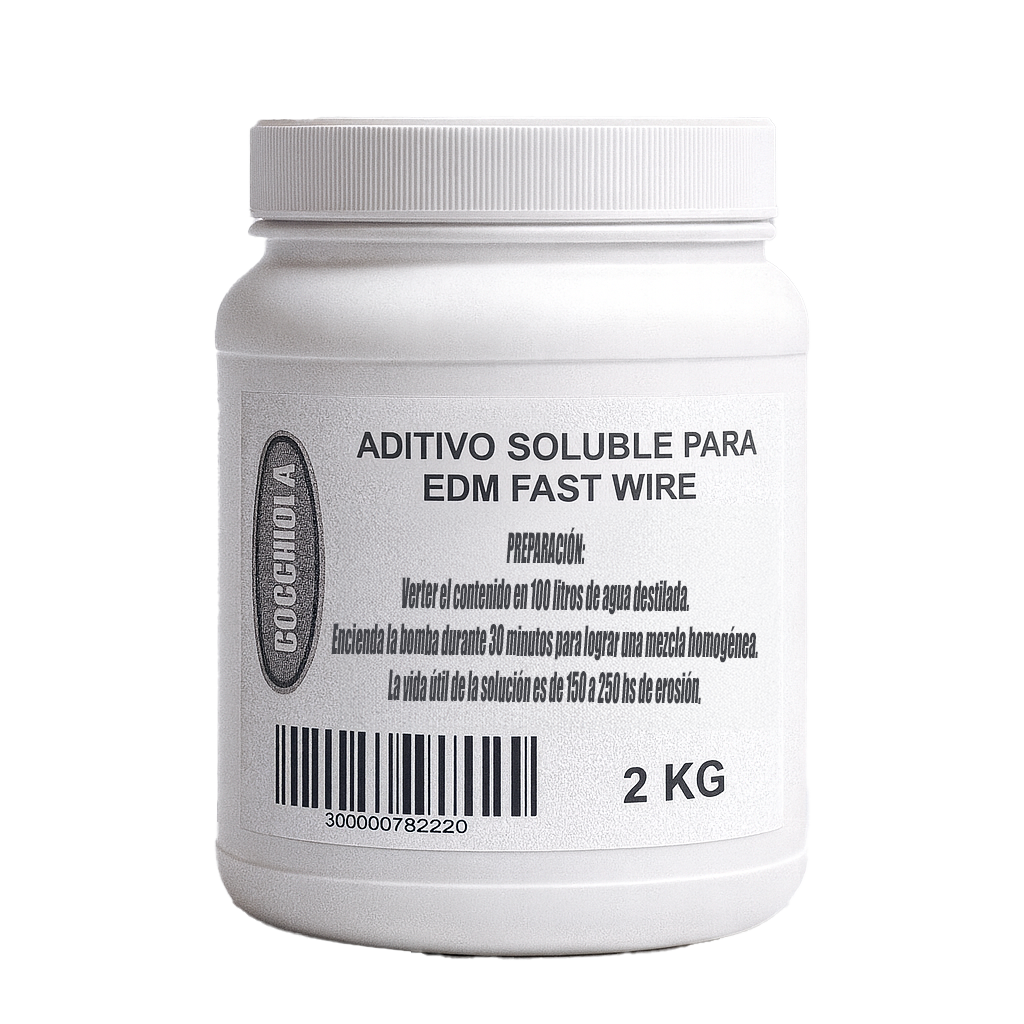 COCCHIOLA
ADITIVO SOLUBLE PARA
EDM FAST WIRE
PREPARACIÓN:
Verter el contenido en 100 litros de agua destilada.
Encienda la bomba durante 30 minutos para lograr una mezcla homogénea.
La vida útil de la solución es de 150 a 250 hs de erosión.
300000782220
2 KG